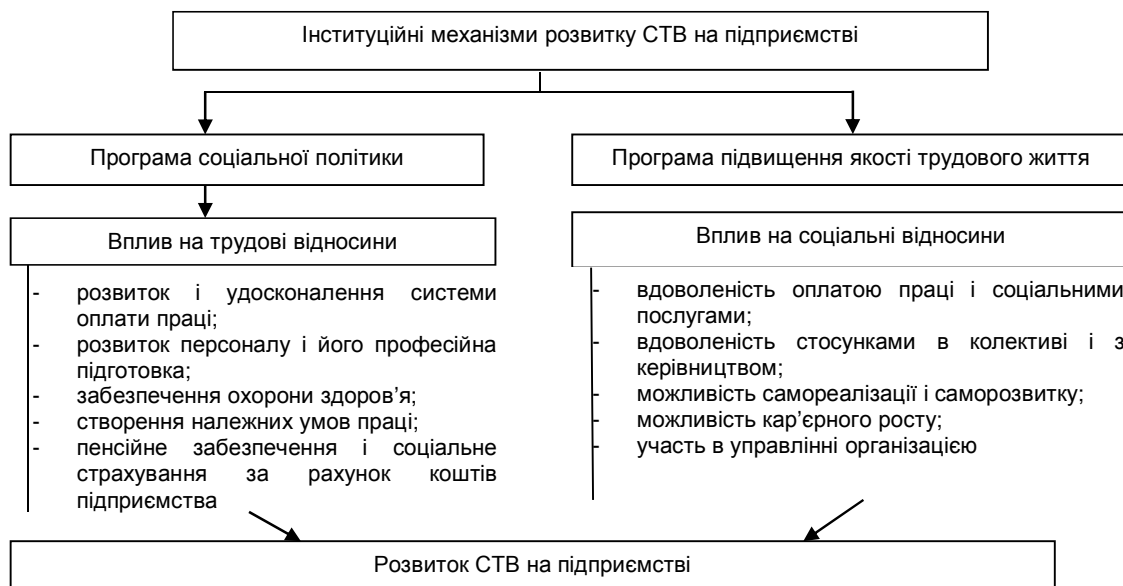 Інституційні механізми розвитку СТВ на підприємстві
Програма соціальної політики
Програма підвищення якості трудового життя
Вплив на трудові відносини
Вплив на соціальні відносини
- розвиток і удосконалення системи
оплати праці;
- розвиток персоналу і його професійна
підготовка;
- забезпечення охорони здоров’я;
- створення належних умов праці;
- пенсійне забезпечення і соціальне
страхування за рахунок коштів
підприємства
- вдоволеність оплатою праці і соціальними
послугами;
- вдоволеність стосунками в колективі і з
керівництвом;
- можливість самореалізації і саморозвитку;
- можливість кар’єрного росту;
- участь в управлінні організацією
Розвиток СТВ на підприємстві